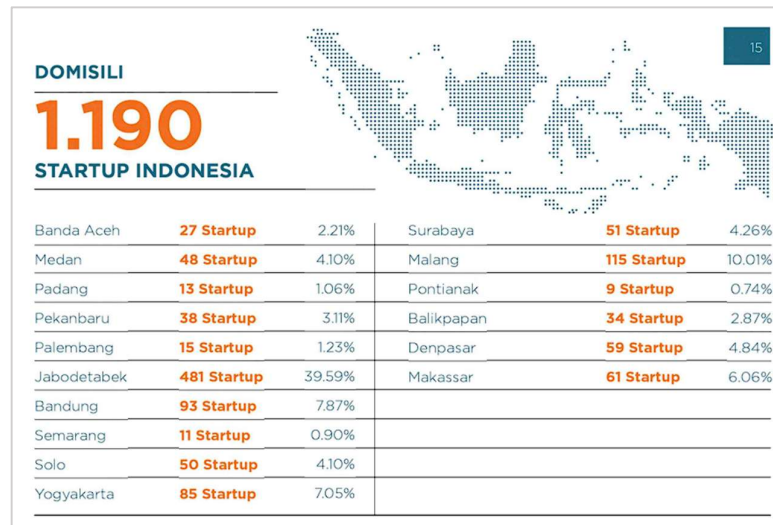 15
DOMISILI
1.190
STARTUP INDONESIA
Banda Aceh 27 Startup 2.21%
Medan 48 Startup 4.10%
Padang 13 Startup 1.06%
Pekanbaru 38 Startup 3.11%
Palembang 15 Startup 1.23%
Jabodetabek 481 Startup 39.59%
Bandung 93 Startup 7.87%
Semarang 11 Startup 0.90%
Solo 50 Startup 4.10%
Yogyakarta 85 Startup 7.05%
Surabaya 51 Startup 4.26%
Malang 115 Startup 10.01%
Pontianak 9 Startup 0.74%
Balikpapan 34 Startup 2.87%
Denpasar 59 Startup 4.84%
Makassar 61 Startup 6.06%